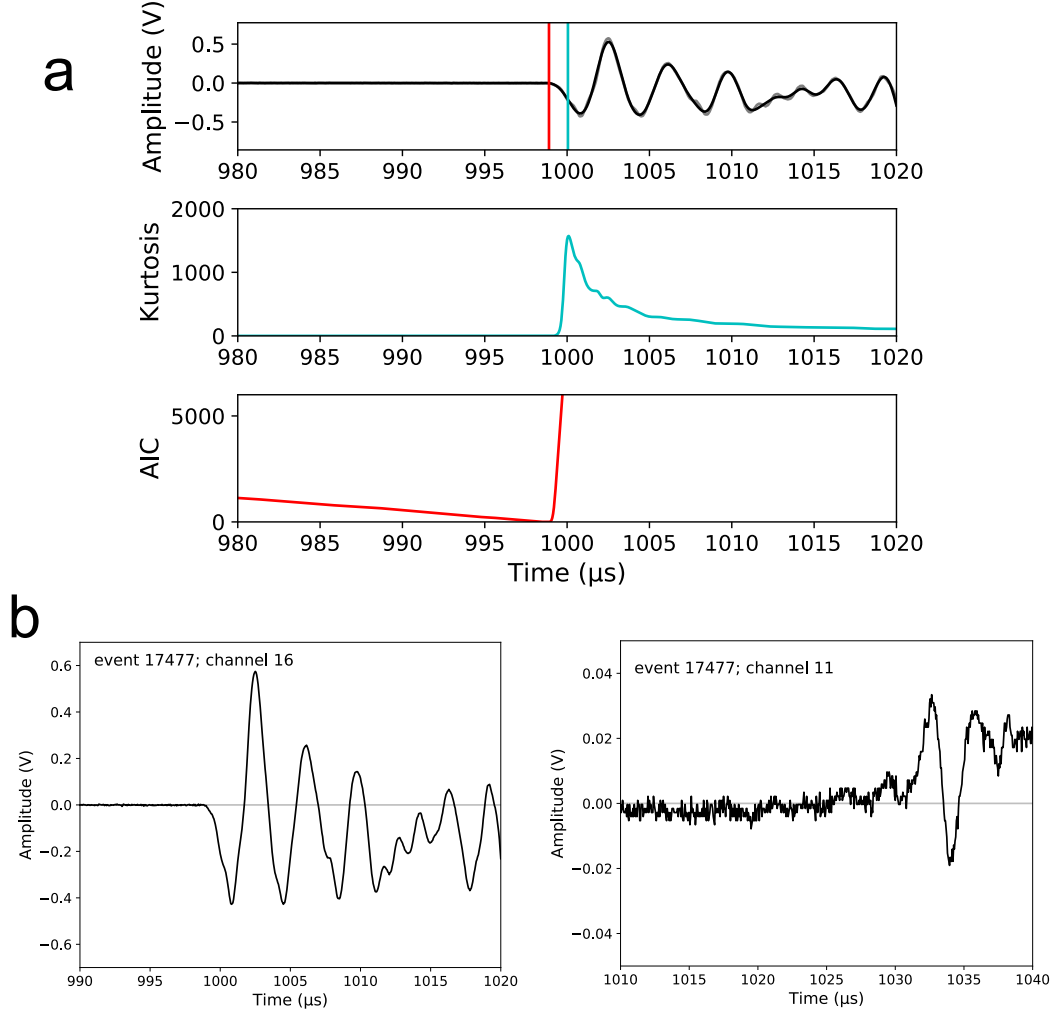 a
Amplitude (V)
0.5
0.0
−0.5
980 985 990 995 1000 1005 1010 1015 1020
Kurtosis
2000
1000
0
980 985 990 995 1000 1005 1010 1015 1020
AIC
5000
0
980 985 990 995 1000 1005 1010 1015 1020
Time (μs)
b
event 17477; channel 16
Amplitude (V)
0.6
0.4
0.2
0.0
−0.2
−0.4
−0.6
990 995 1000 1005 1010 1015 1020
Time (μs)
event 17477; channel 11
Amplitude (V)
0.04
0.02
0.00
−0.02
−0.04
1010 1015 1020 1025 1030 1035 1040
Time (μs)